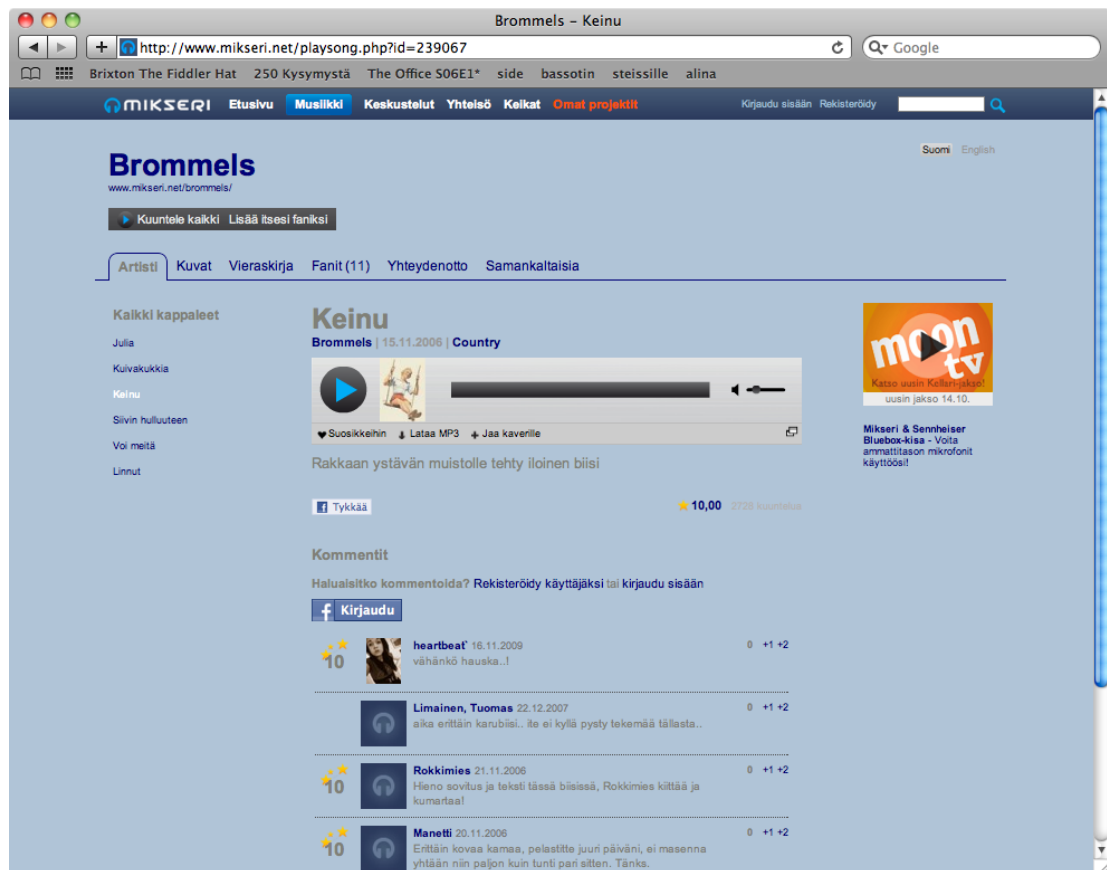 Brommels – Keinu
http://www.mikseri.net/playsong.php?id=239067
Google
Brixton The Fiddler Hat 250 Kysymystä The Office S06E1* side bassotin steissille alina
MIKSERI Etusivu Musiikki Keskustelut Yhteisö Keikat Omat projektit Kirjaudu sisään Rekisteröidy
Suomi English
Brommels
www.mikseri.net/brommels/
Kuuntele kaikki Lisää itsesi faniksi
Artisti Kuvat Vieraskirja Fanit (11) Yhteydenotto Samankaltaisia
Kaikki kappaleet
Julia
Kuivakukkia
Keinu
Siivin hulluuteen
Voi meitä
Linnut
Keinu
Brommels | 15.11.2006 | Country
Suosikkeihin Lataa MP3 Jaa kaverille
Rakkaan ystävän muistolle tehty iloinen biisi
Tykkää
10,00 2728 kuuntelua
Kommentit
Haluaisitko kommentoida? Rekisteröidy käyttäjäksi tai kirjaudu sisään
Kirjaudu
10
heartbeat` 16.11.2009 0 +1 +2
vähänkö hauska..!
Limainen, Tuomas 22.12.2007 0 +1 +2
aika erittäin karubiisi.. ite ei kyllä pysty tekemää tällasta..
10
Rokkimies 21.11.2006 0 +1 +2
Hieno sovitus ja teksti tässä biisissä, Rokkimies kiittää ja
kumartaa!
10
Manetti 20.11.2006 0 +1 +2
Erittäin kovaa kamaa, pelastitte juuri päiväni, ei masenna
yhtään niin paljon kuin tunti pari sitten. Tänks.
moon
tv
Katso uusin Kellari-jakso!
uusin jakso 14.10.
Mikseri & Sennheiser
Bluebox-kisa - Voita
ammattitason mikrofonit
käyttöösi!